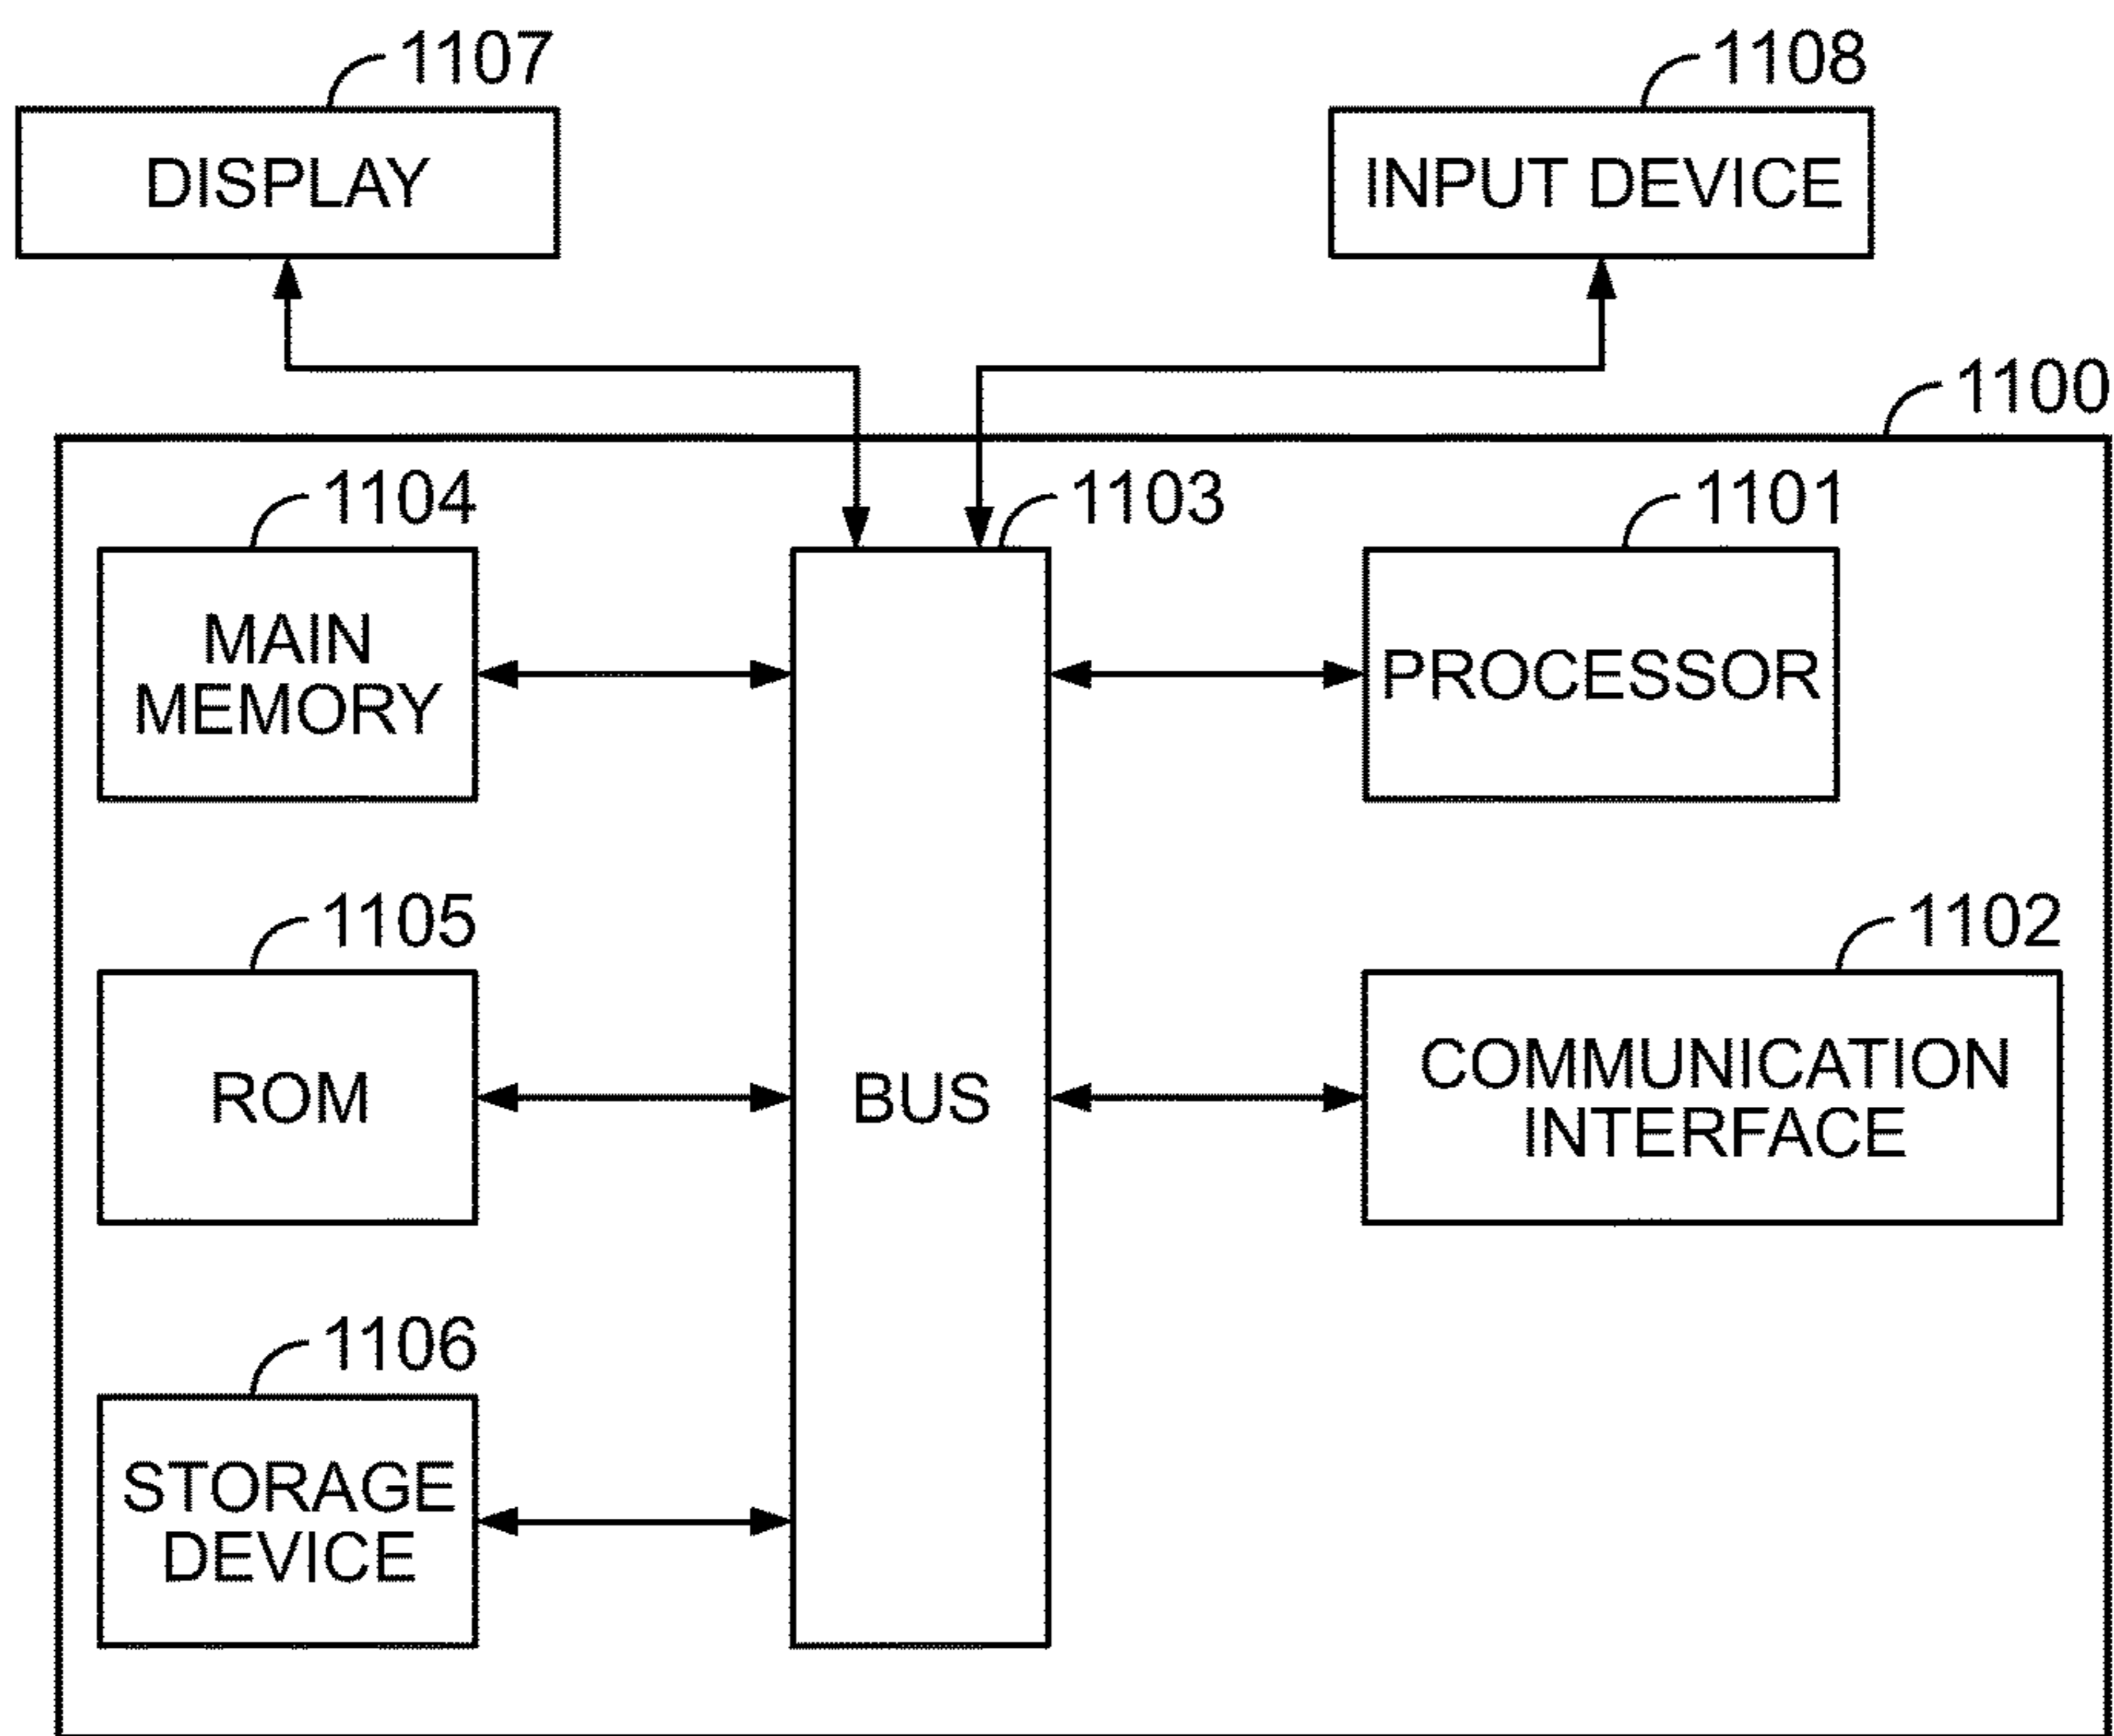 1107
1108
DISPLAY
INPUT DEVICE
1100
1104
1103
1101
MAIN
MEMORY
PROCESSOR
1105
1102
ROM
BUS
COMMUNICATION
INTERFACE
1106
STORAGE
DEVICE